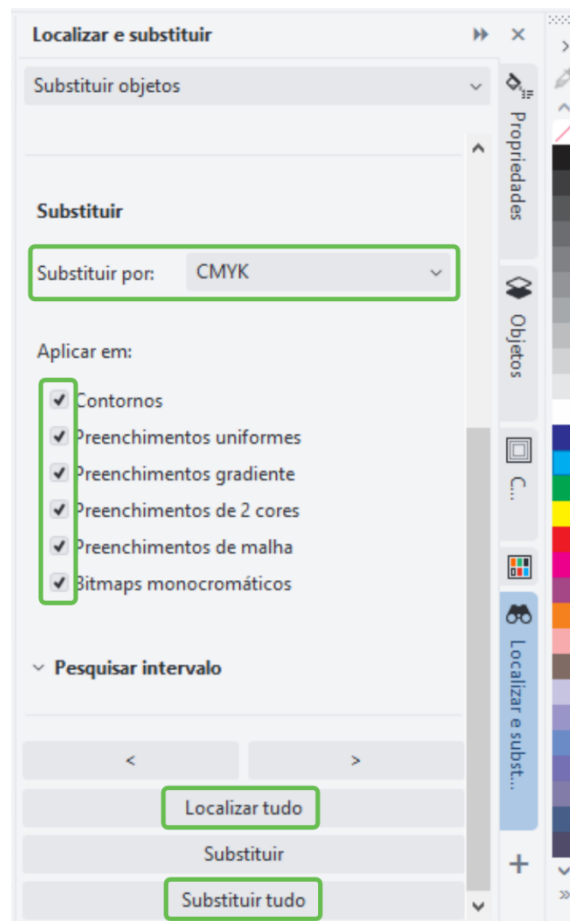 Localizar e substituir
Substituir objetos
Substituir
Substituir por: CMYK
Aplicar em:
Contornos
Preenchimentos uniformes
Preenchimentos gradiente
Preenchimentos de 2 cores
Preenchimentos de malha
Bitmaps monocromáticos
Pesquisar intervalo
< >
Localizar tudo
Substituir
Substituir tudo
Propriedades
Objetos
C...
Localizar e subst...